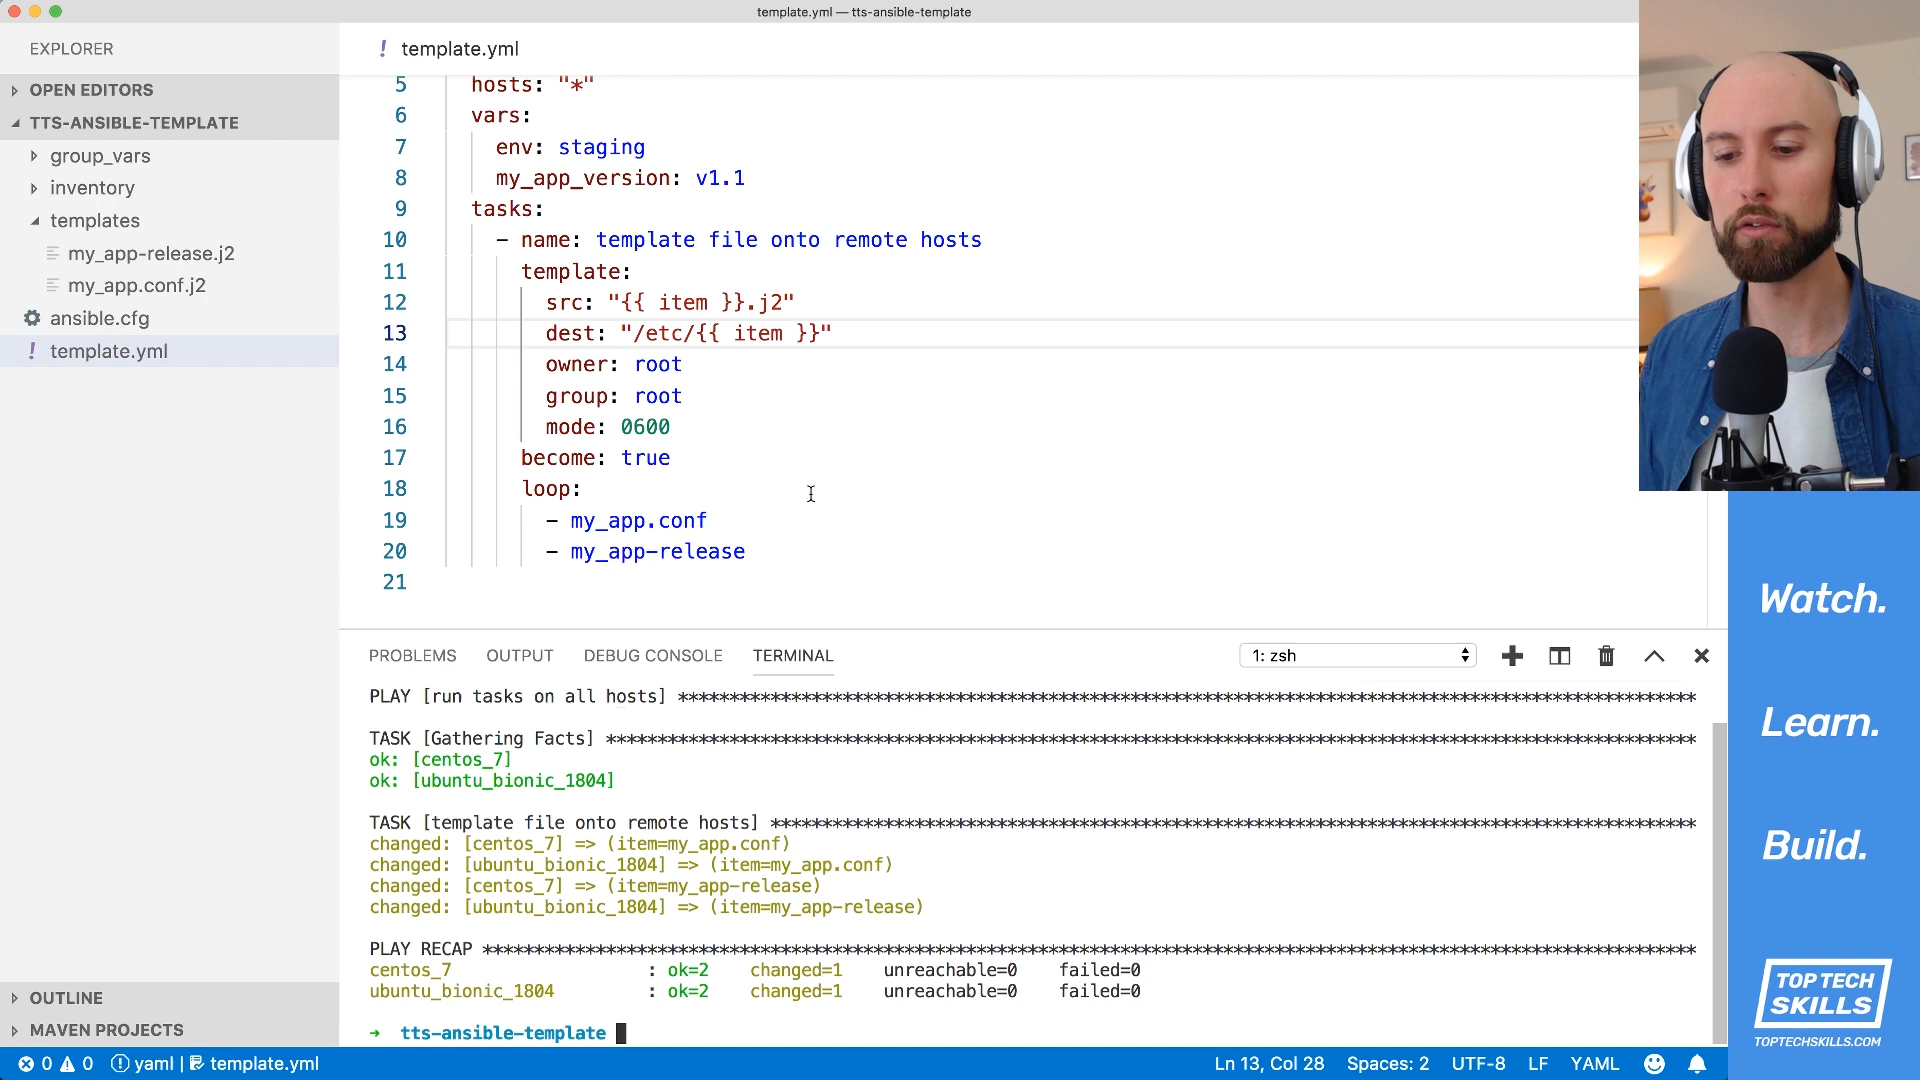 template.yml — tts-ansible-template
EXPLORER
! template.yml
OPEN EDITORS
TTS-ANSIBLE-TEMPLATE
group_vars
inventory
templates
my_app-release.j2
my_app.conf.j2
ansible.cfg
! template.yml
OUTLINE
MAVEN PROJECTS
5 hosts: "*"
6 vars:
7 env: staging
8 my_app_version: v1.1
9 tasks:
10 - name: template file onto remote hosts
11 template:
12 src: "{{ item }}.j2"
13 dest: "/etc/{{ item }}"
14 owner: root
15 group: root
16 mode: 0600
17 become: true
18 loop:
19 - my_app.conf
20 - my_app-release
21
PROBLEMS OUTPUT DEBUG CONSOLE TERMINAL 1: zsh
PLAY [run tasks on all hosts] **********************************************************************************************************************
TASK [Gathering Facts] *****************************************************************************************************************************
ok: [centos_7]
ok: [ubuntu_bionic_1804]
TASK [template file onto remote hosts] *************************************************************************************************************
changed: [centos_7] => (item=my_app.conf)
changed: [ubuntu_bionic_1804] => (item=my_app.conf)
changed: [centos_7] => (item=my_app-release)
changed: [ubuntu_bionic_1804] => (item=my_app-release)
PLAY RECAP *****************************************************************************************************************************************
centos_7 : ok=2 changed=1 unreachable=0 failed=0
ubuntu_bionic_1804 : ok=2 changed=1 unreachable=0 failed=0
➜ tts-ansible-template
0 0 yaml | template.yml Ln 13, Col 28 Spaces: 2 UTF-8 LF YAML
Watch.
Learn.
Build.
TOP TECH
SKILLS
TOPTECHSKILLS.COM